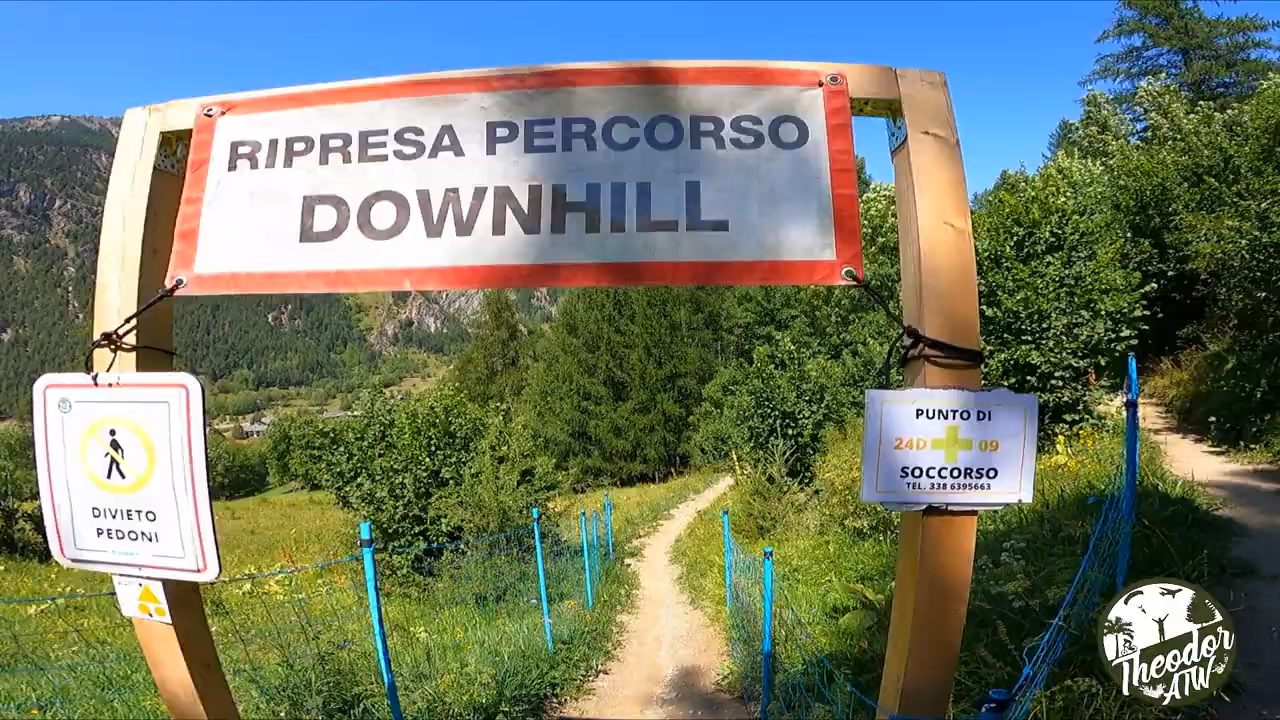 RIPRESA PERCORSO
DOWNHILL
DIVIETO
PEDONI
PUNTO DI
24D 09
SOCCORSO
TEL. 338 6395663
Theodor
ATW